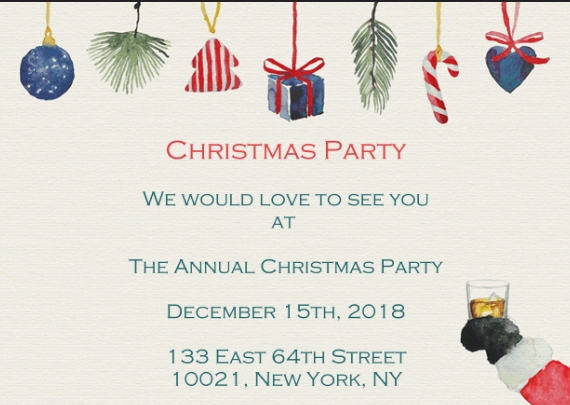 Christmas Party
We would love to see you
at
The Annual Christmas Party
December 15th, 2018
133 East 64th Street
10021, New York, NY